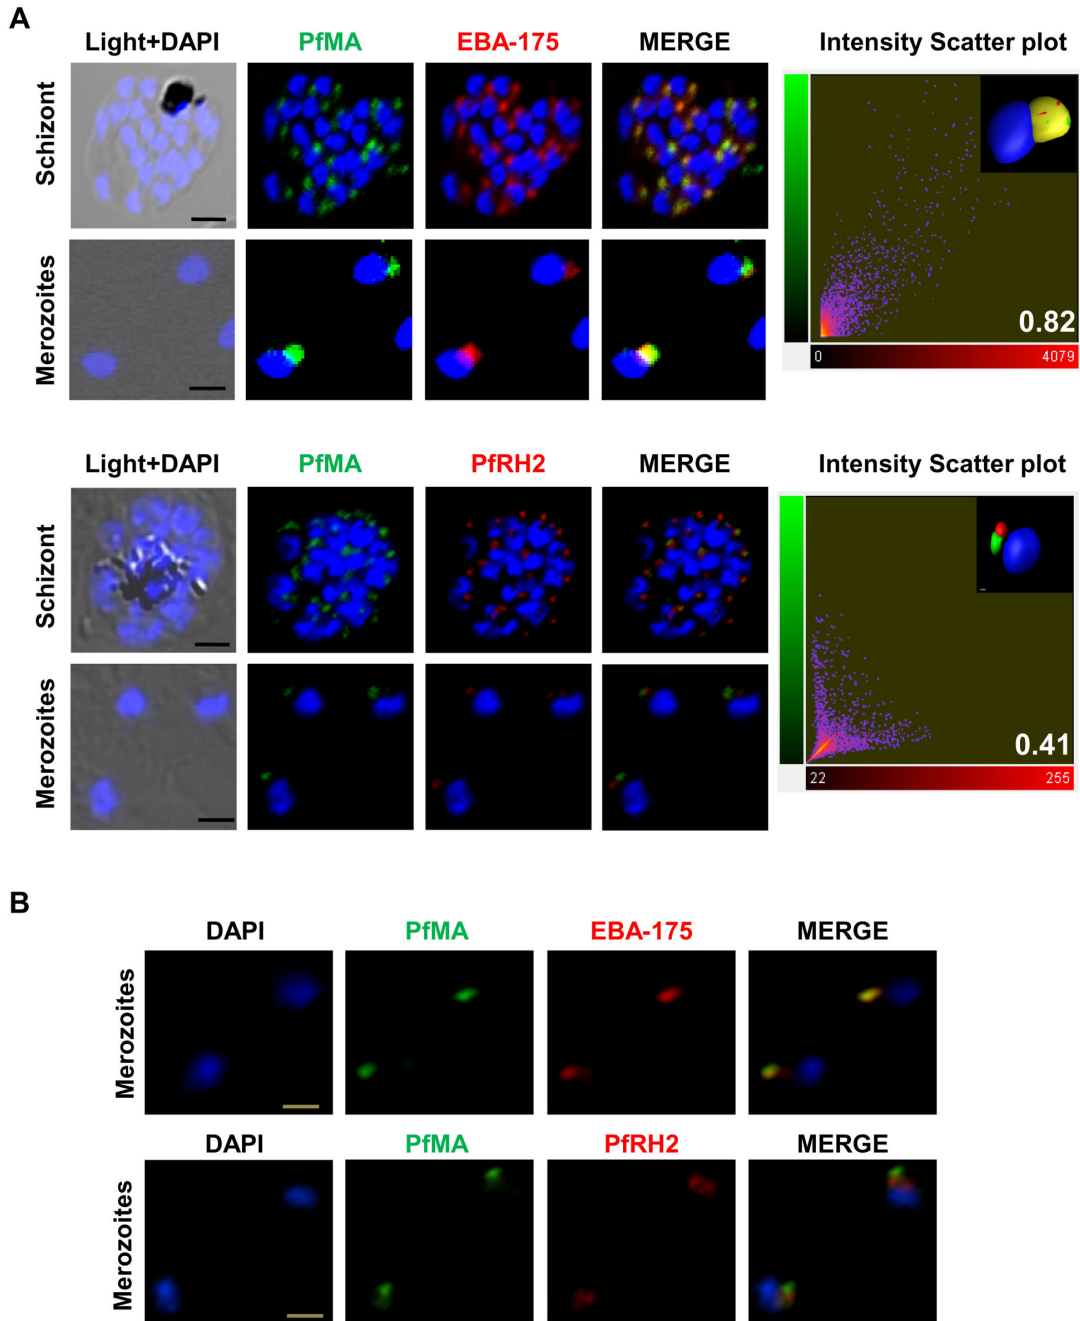 A
Light+DAPI PfMA EBA-175 MERGE Intensity Scatter plot
Schizont
0.82
0 4079
Merozoites
Light+DAPI PfMA PfRH2 MERGE Intensity Scatter plot
Schizont
0.41
22 255
Merozoites
B
DAPI PfMA EBA-175 MERGE
Merozoites
DAPI PfMA PfRH2 MERGE
Merozoites